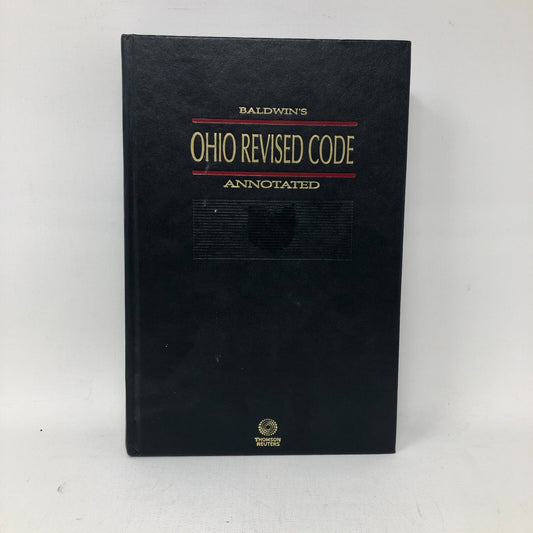 BALDWIN'S
OHIO REVISED CODE
ANNOTATED
THOMSON
REUTERS